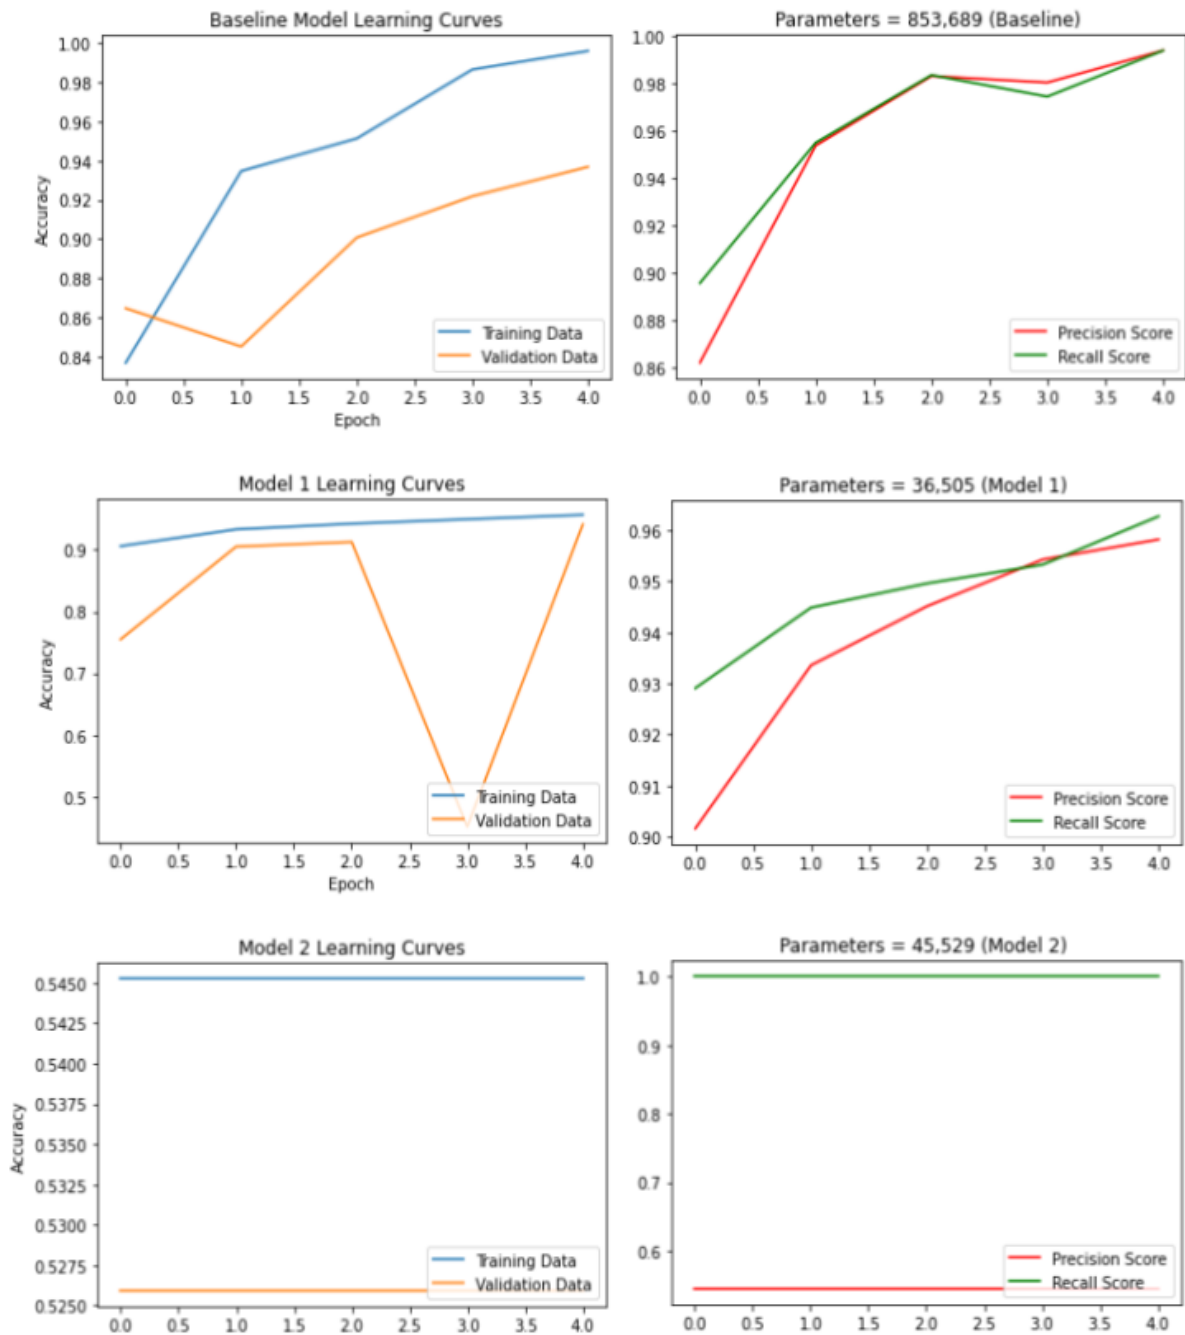 Baseline Model Learning Curves
1.00
0.98
0.96
0.94
0.92
0.90
0.88
0.86
0.84
Accuracy
Training Data
Validation Data
0.0 0.5 1.0 1.5 2.0 2.5 3.0 3.5 4.0
Epoch
Parameters = 853,689 (Baseline)
1.00
0.98
0.96
0.94
0.92
0.90
0.88
0.86
Precision Score
Recall Score
0.0 0.5 1.0 1.5 2.0 2.5 3.0 3.5 4.0
Model 1 Learning Curves
0.9
0.8
0.7
0.6
0.5
Accuracy
Training Data
Validation Data
0.0 0.5 1.0 1.5 2.0 2.5 3.0 3.5 4.0
Epoch
Parameters = 36,505 (Model 1)
0.96
0.95
0.94
0.93
0.92
0.91
0.90
Precision Score
Recall Score
0.0 0.5 1.0 1.5 2.0 2.5 3.0 3.5 4.0
Model 2 Learning Curves
0.5450
0.5425
0.5400
0.5375
0.5350
0.5325
0.5300
0.5275
0.5250
Accuracy
Training Data
Validation Data
0.0 0.5 1.0 1.5 2.0 2.5 3.0 3.5 4.0
Parameters = 45,529 (Model 2)
1.0
0.9
0.8
0.7
0.6
Precision Score
Recall Score
0.0 0.5 1.0 1.5 2.0 2.5 3.0 3.5 4.0